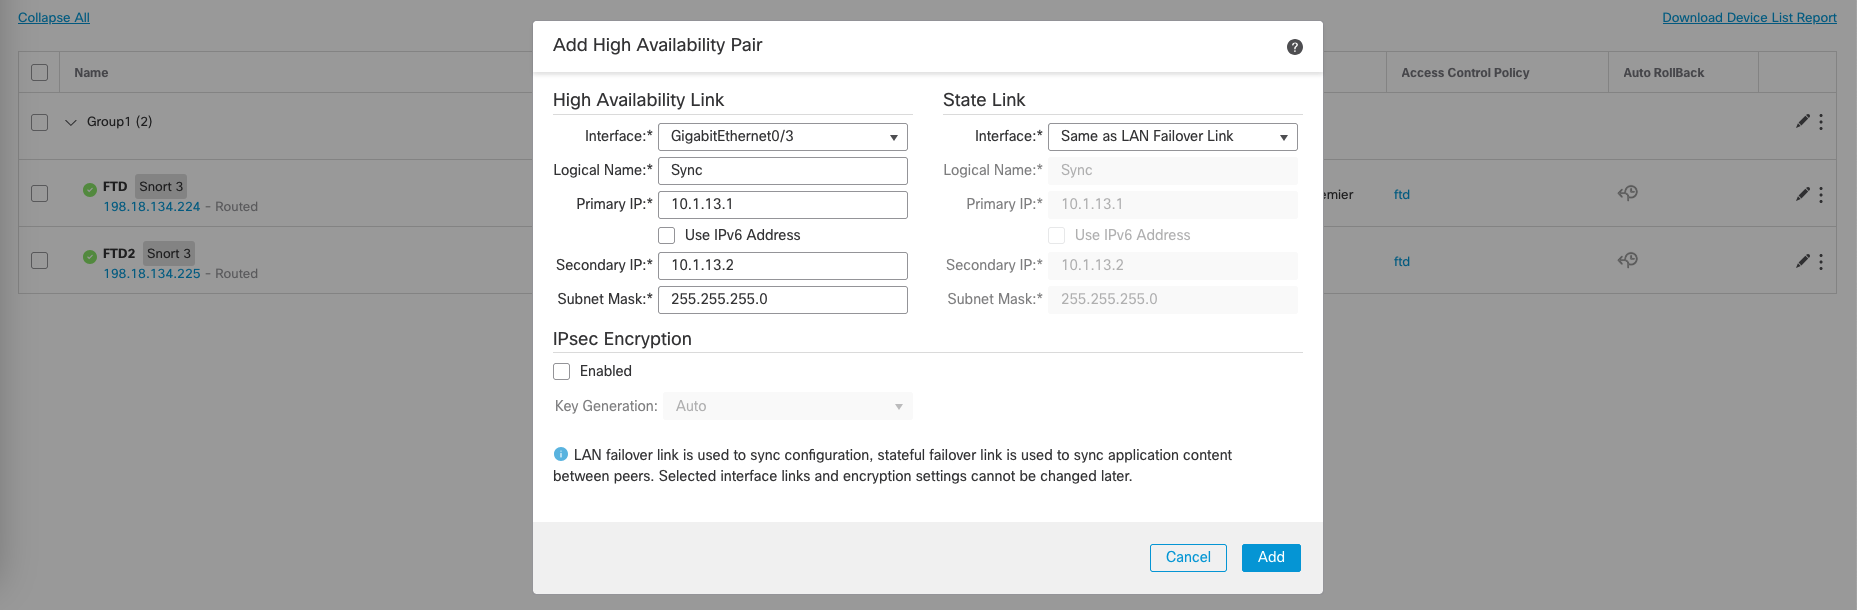 Collapse All
Download Device List Report
Name
Access Control Policy
Auto RollBack
Group1 (2)
FTD Snort 3
198.18.134.224 - Routed
emier
ftd
FTD2 Snort 3
198.18.134.225 - Routed
ftd
Add High Availability Pair
?
High Availability Link
Interface:* GigabitEthernet0/3
Logical Name:* Sync
Primary IP:* 10.1.13.1
Use IPv6 Address
Secondary IP:* 10.1.13.2
Subnet Mask:* 255.255.255.0
State Link
Interface:* Same as LAN Failover Link
Logical Name:* Sync
Primary IP:* 10.1.13.1
Use IPv6 Address
Secondary IP:* 10.1.13.2
Subnet Mask:* 255.255.255.0
IPsec Encryption
Enabled
Key Generation: Auto
LAN failover link is used to sync configuration, stateful failover link is used to sync application content
between peers. Selected interface links and encryption settings cannot be changed later.
Cancel
Add